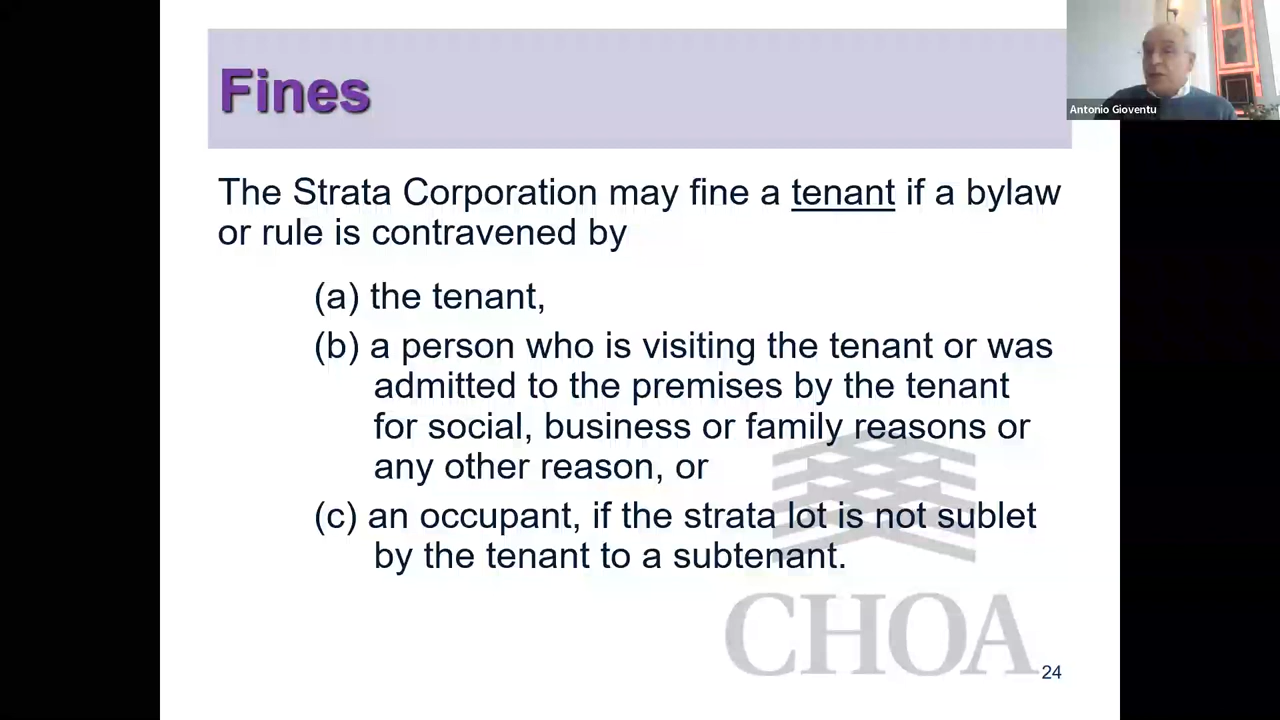 Fines
Antonio Gioventu
The Strata Corporation may fine a tenant if a bylaw
or rule is contravened by
(a) the tenant,
(b) a person who is visiting the tenant or was
admitted to the premises by the tenant
for social, business or family reasons or
any other reason, or
(c) an occupant, if the strata lot is not sublet
by the tenant to a subtenant.
CHOA
24